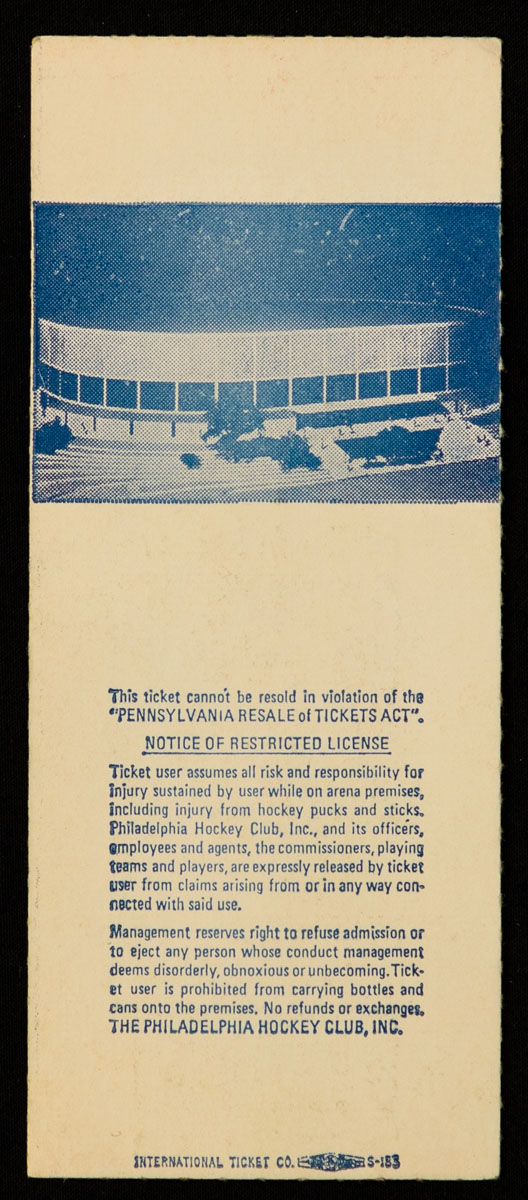 This ticket cannot be resold in violation of the
"PENNSYLVANIA RESALE of TICKETS ACT".
NOTICE OF RESTRICTED LICENSE
Ticket user assumes all risk and responsibility for
injury sustained by user while on arena premises,
including injury from hockey pucks and sticks.
Philadelphia Hockey Club, Inc., and its officers,
employees and agents, the commissioners, playing
teams and players, are expressly released by ticket
user from claims arising from or in any way con-
nected with said use.
Management reserves right to refuse admission or
to eject any person whose conduct management
deems disorderly, obnoxious or unbecoming. Tick-
et user is prohibited from carrying bottles and
cans onto the premises. No refunds or exchanges.
THE PHILADELPHIA HOCKEY CLUB, INC.
INTERNATIONAL TICKET CO. S-183